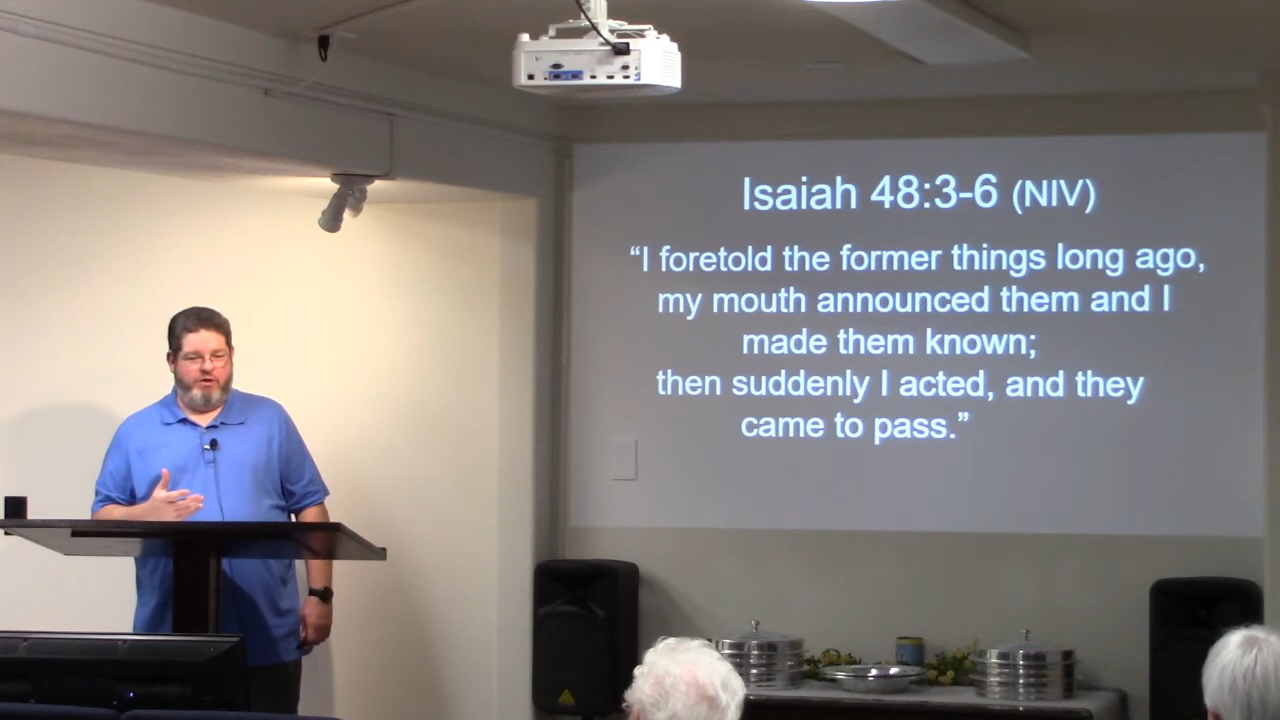 Isaiah 48:3-6 (NIV)
“I foretold the former things long ago,
my mouth announced them and I
made them known;
then suddenly I acted, and they
came to pass.”